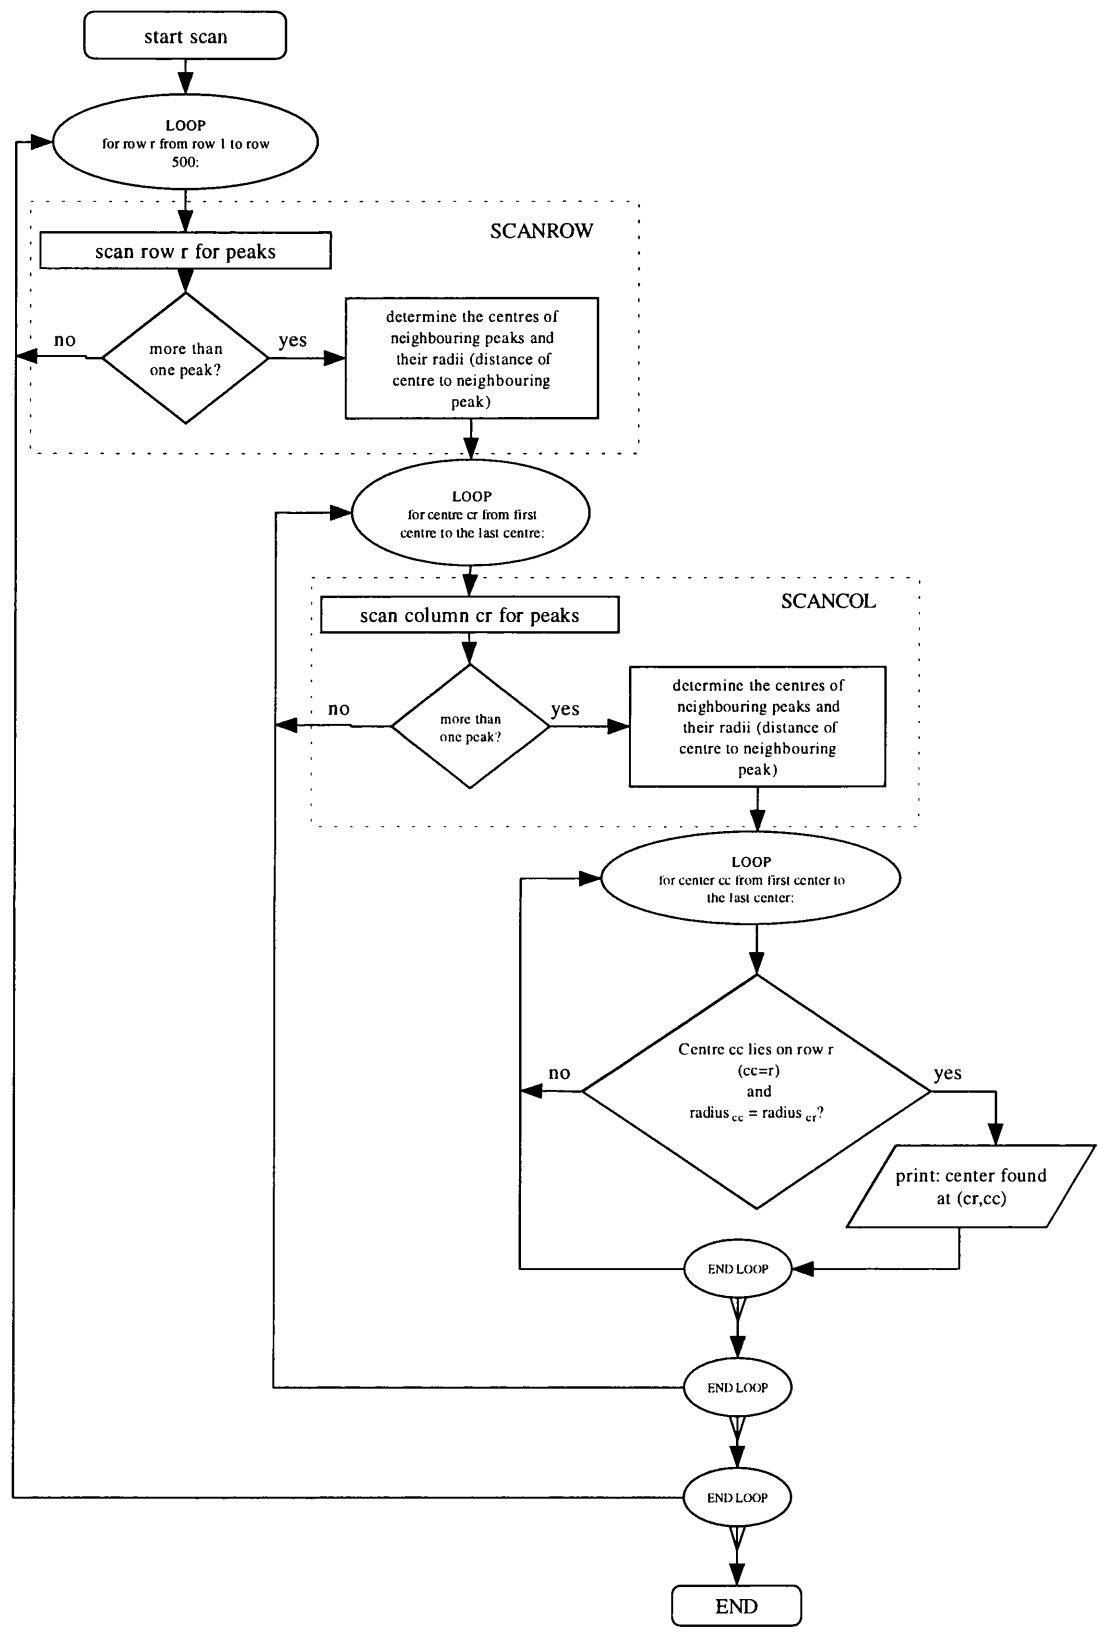 start scan
LOOP
for row r from row 1 to row
500:
SCANROW
scan row r for peaks
no
more than
one peak?
yes
determine the centres of
neighbouring peaks and
their radii (distance of
centre to neighbouring
peak)
LOOP
for centre cr from first
centre to the last centre:
SCANCOL
scan column cr for peaks
no
more than
one peak?
yes
determine the centres of
neighbouring peaks and
their radii (distance of
centre to neighbouring
peak)
LOOP
for center cc from first center to
the last center:
Centre cc lies on row r
(cc=r)
and
radius cc = radius cr?
no
yes
print: center found
at (cr,cc)
END LOOP
END LOOP
END LOOP
END